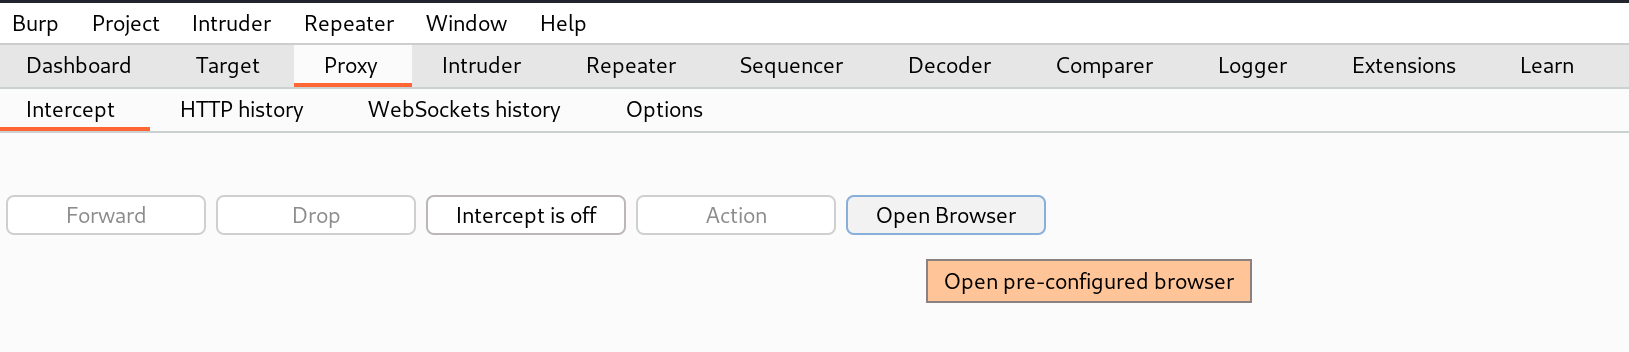 Burp Project Intruder Repeater Window Help
Dashboard Target Proxy Intruder Repeater Sequencer Decoder Comparer Logger Extensions Learn
Intercept HTTP history WebSockets history Options
Forward Drop Intercept is off Action Open Browser
Open pre-configured browser